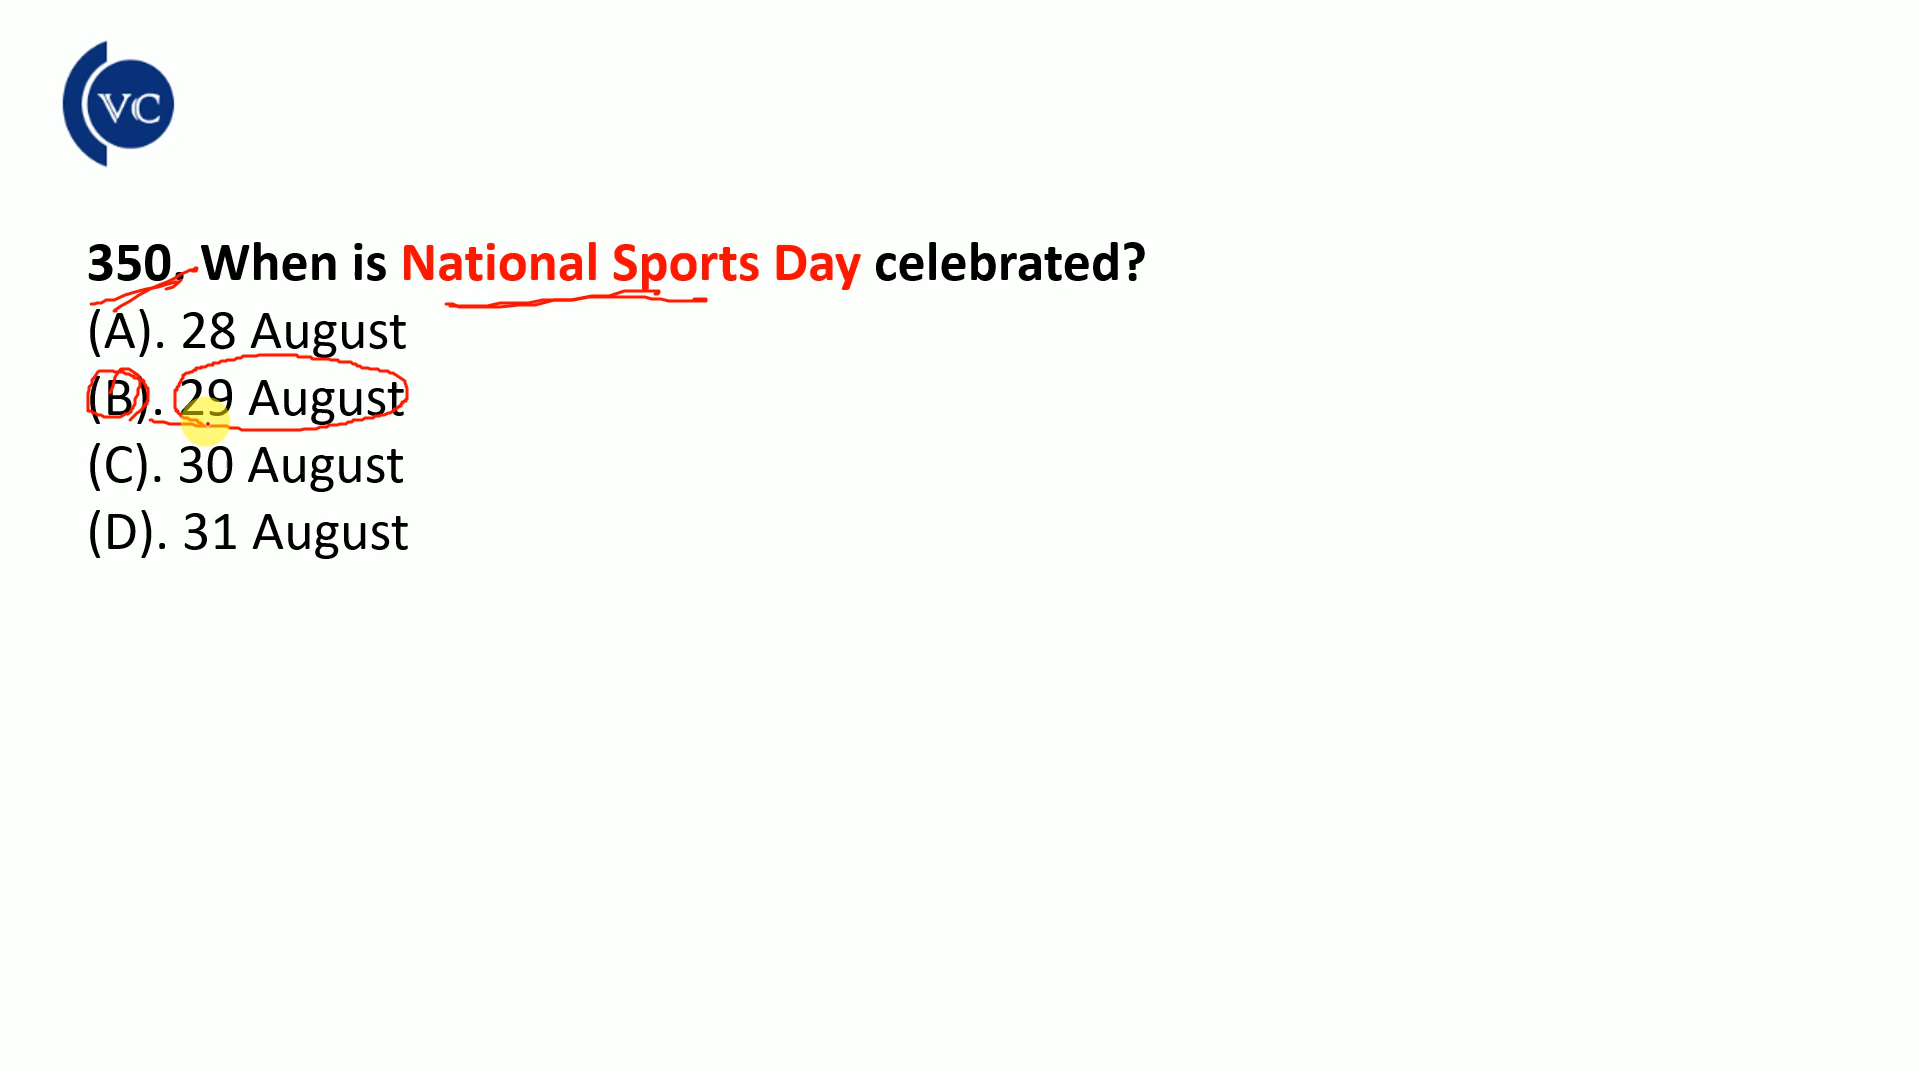 VC
350. When is National Sports Day celebrated?
(A). 28 August
(B). 29 August
(C). 30 August
(D). 31 August